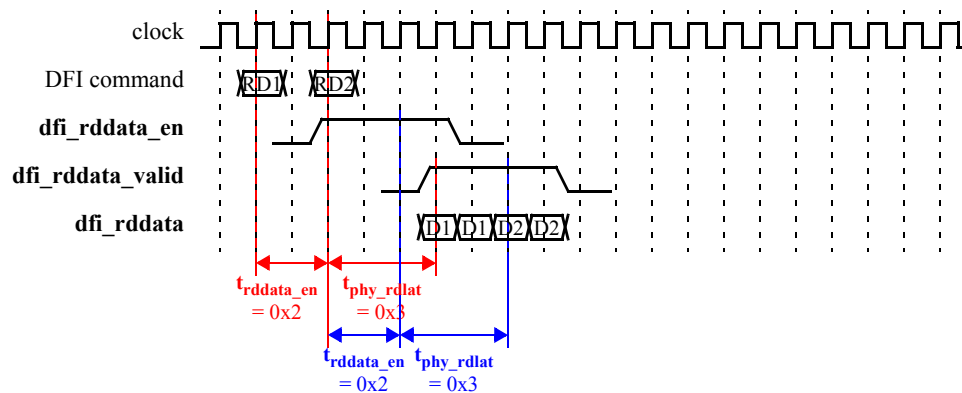 clock
DFI command
RD1 RD2
dfi_rddata_en
dfi_rddata_valid
dfi_rddata
D1 D1 D2 D2
trddata_en tphy_rdlat
= 0x2 = 0x3
trddata_en tphy_rdlat
= 0x2 = 0x3